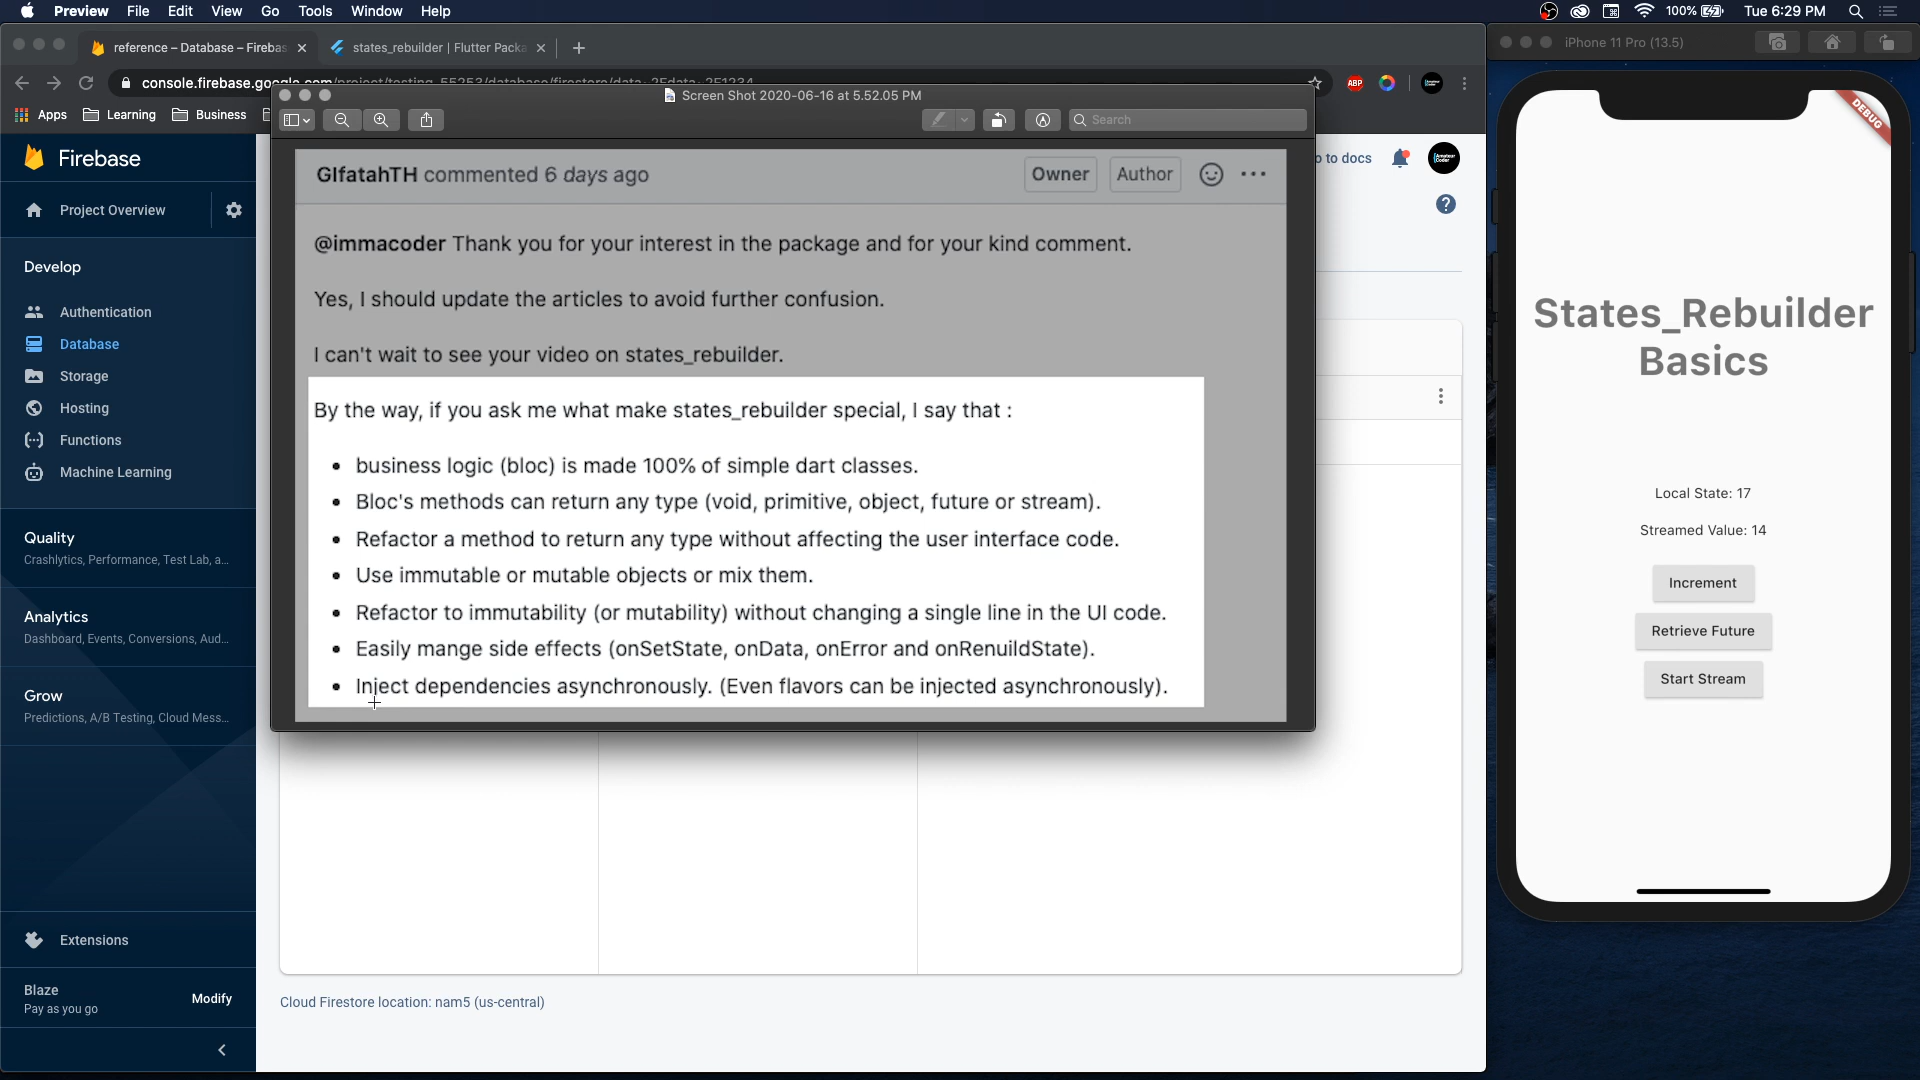 Preview File Edit View Go Tools Window Help
100% Tue 6:29 PM
reference – Database – Firebas
states_rebuilder | Flutter Packa
iPhone 11 Pro (13.5)
console.firebase.google.com/project/testing-55253/database/firestore/data~2Fdata~2F1234
ABP
Apps Learning Business
Screen Shot 2020-06-16 at 5.52.05 PM
Search
Firebase
Project Overview
Develop
Authentication
Database
Storage
Hosting
Functions
Machine Learning
Quality
Crashlytics, Performance, Test Lab, a...
Analytics
Dashboard, Events, Conversions, Aud...
Grow
Predictions, A/B Testing, Cloud Mess...
Extensions
Blaze
Pay as you go
Modify
o to docs
GIfatahTH commented 6 days ago
Owner Author
@immacoder Thank you for your interest in the package and for your kind comment.
Yes, I should update the articles to avoid further confusion.
I can't wait to see your video on states_rebuilder.
By the way, if you ask me what make states_rebuilder special, I say that :
• business logic (bloc) is made 100% of simple dart classes.
• Bloc's methods can return any type (void, primitive, object, future or stream).
• Refactor a method to return any type without affecting the user interface code.
• Use immutable or mutable objects or mix them.
• Refactor to immutability (or mutability) without changing a single line in the UI code.
• Easily mange side effects (onSetState, onData, onError and onRenuildState).
• Inject dependencies asynchronously. (Even flavors can be injected asynchronously).
Cloud Firestore location: nam5 (us-central)
DEBUG
States_Rebuilder
Basics
Local State: 17
Streamed Value: 14
Increment
Retrieve Future
Start Stream